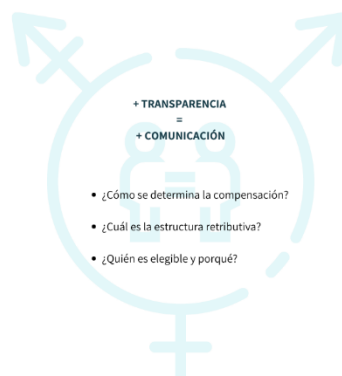 + TRANSPARENCIA
=
+ COMUNICACIÓN
• ¿Cómo se determina la compensación?
• ¿Cuál es la estructura retributiva?
• ¿Quién es elegible y porqué?